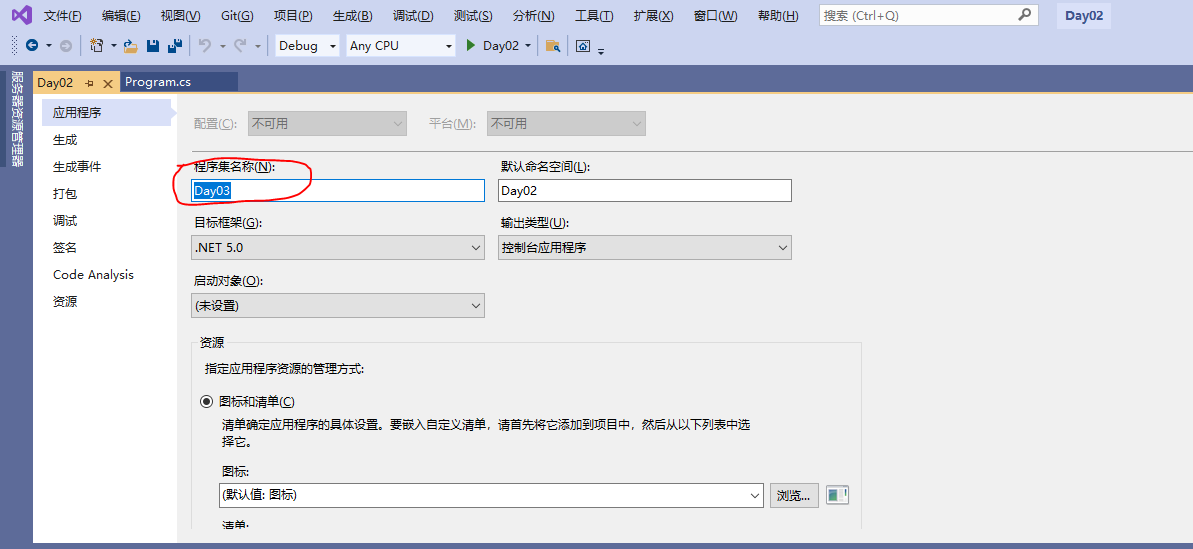 文件(F) 编辑(E) 视图(V) Git(G) 项目(P) 生成(B) 调试(D) 测试(S) 分析(N) 工具(T) 扩展(X) 窗口(W) 帮助(H) 搜索 (Ctrl+Q) Day02
Debug Any CPU Day02
服务器资源管理器
Day02 Program.cs
应用程序
生成
生成事件
打包
调试
签名
Code Analysis
资源
配置(C): 不可用 平台(M): 不可用
程序集名称(N): 默认命名空间(L):
Day03 Day02
目标框架(G): 输出类型(U):
.NET 5.0 控制台应用程序
启动对象(O):
(未设置)
资源
指定应用程序资源的管理方式:
图标和清单(C)
清单确定应用程序的具体设置。要嵌入自定义清单，请首先将它添加到项目中，然后从以下列表中选
择它。
图标:
(默认值: 图标) 浏览...
清单: